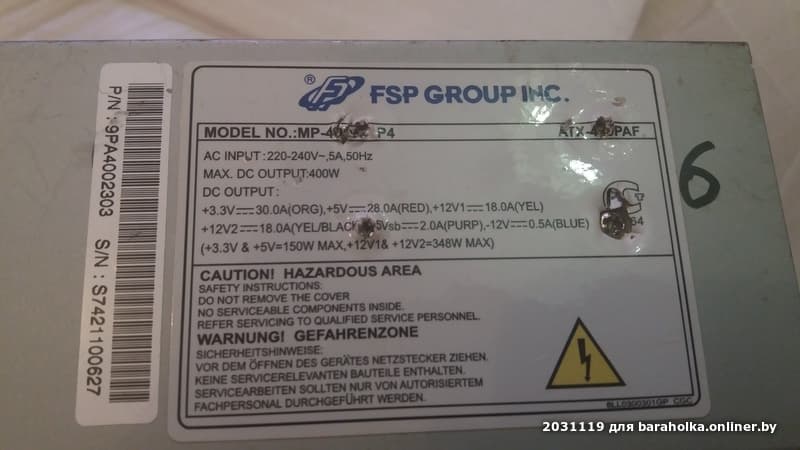 P/N : 9PA4002303 S/N : S7421100627
® FSP GROUP INC.
MODEL NO.: P4
AC INPUT : 220-240V~,5A,50Hz
MAX. DC OUTPUT:400W
DC OUTPUT :
+3.3V⎓30.0A(ORG),+5V⎓28.0A(RED),+12V1⎓18.0A(YEL)
+12V2⎓18.0A(YEL/BLACK) ⎓2.0A(PURP),-12V⎓0.5A(BLUE)
(+3.3V & +5V=150W MAX,+12V1& +12V2=348W MAX)
CAUTION! HAZARDOUS AREA
SAFETY INSTRUCTIONS:
DO NOT REMOVE THE COVER
NO SERVICEABLE COMPONENTS INSIDE.
REFER SERVICING TO QUALIFIED SERVICE PERSONNEL.
WARNUNG! GEFAHRENZONE
SICHERHEITSHINWEISE:
VOR DEM ÖFFNEN DES GERÄTES NETZSTECKER ZIEHEN.
KEINE SERVICERELEVANTEN BAUTEILE ENTHALTEN.
SERVICEARBEITEN SOLLTEN NUR VON AUTORISIERTEM
FACHPERSONAL DURCHGEFÜHRT WERDEN.
6
2031119 для baraholka.onliner.by